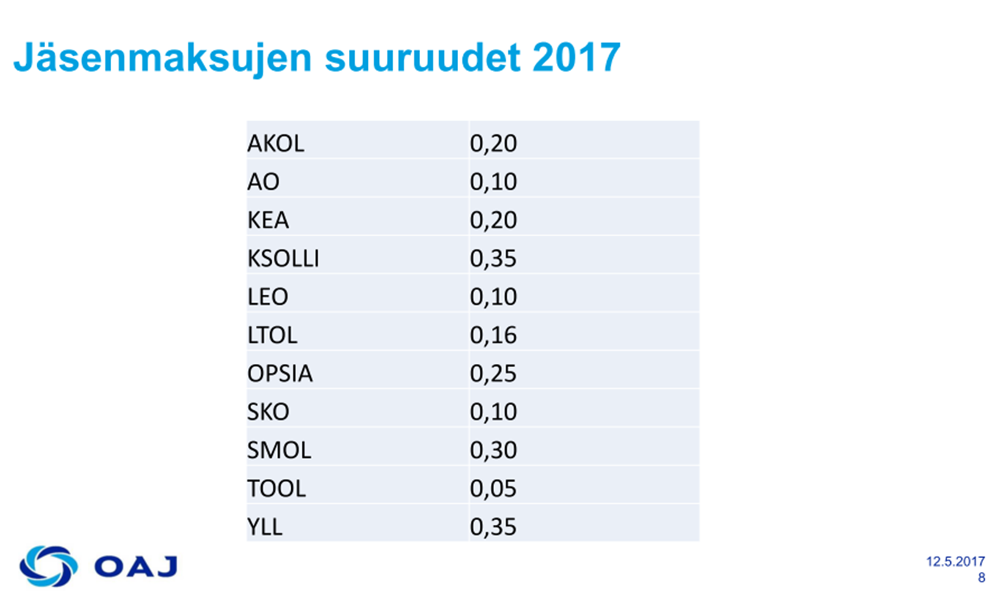 Jäsenmaksujen suuruudet 2017
AKOL 0,20
AO 0,10
KEA 0,20
KSOLLI 0,35
LEO 0,10
LTOL 0,16
OPSIA 0,25
SKO 0,10
SMOL 0,30
TOOL 0,05
YLL 0,35
OAJ
12.5.2017
8